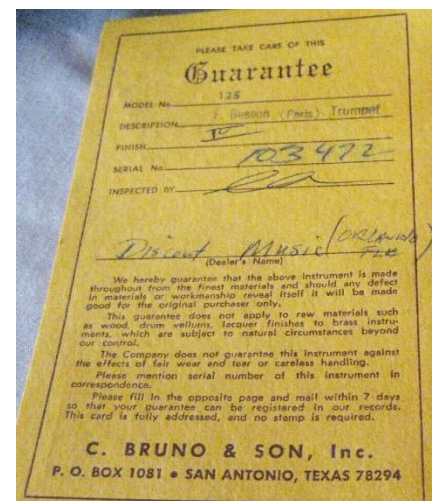 PLEASE TAKE CARE OF THIS
Guarantee
MODEL No. 125
DESCRIPTION F. Besson (Paris) Trumpet
FINISH IV
SERIAL No. 103422
INSPECTED BY
Discout Music (ORLANDO FLA)
(Dealer's Name)
We hereby guarantee that the above instrument is made
throughout from the finest materials and should any defect
in materials or workmanship reveal itself it will be made
good for the original purchaser only.
This guarantee does not apply to raw materials such
as wood, drum vellums, lacquer finishes to brass instru-
ments, which are subject to natural circumstances beyond
our control.
The Company does not guarantee this instrument against
the effects of fair wear and tear or careless handling.
Please mention serial number of this instrument in
correspondence.
Please fill in the opposite page and mail within 7 days
so that your guarantee can be registered in our records.
This card is fully addressed, and no stamp is required.
C. BRUNO & SON, Inc.
P. O. BOX 1081 • SAN ANTONIO, TEXAS 78294